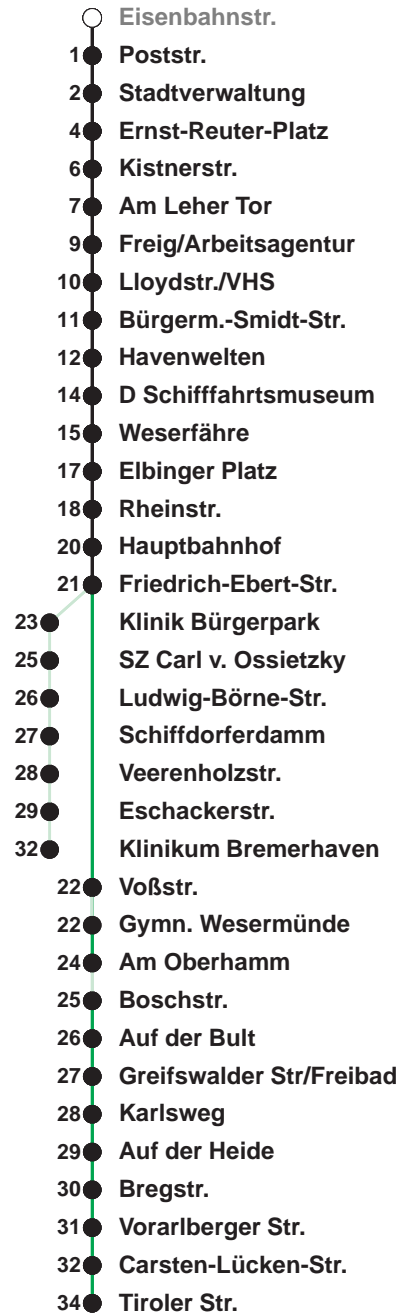 Eisenbahnstr.
1 Poststr.
2 Stadtverwaltung
4 Ernst-Reuter-Platz
6 Kistnerstr.
7 Am Leher Tor
9 Freig/Arbeitsagentur
10 Lloydstr./VHS
11 Bürgerm.-Smidt-Str.
12 Havenwelten
14 D Schifffahrtsmuseum
15 Weserfähre
17 Elbinger Platz
18 Rheinstr.
20 Hauptbahnhof
21 Friedrich-Ebert-Str.
23 Klinik Bürgerpark
25 SZ Carl v. Ossietzky
26 Ludwig-Börne-Str.
27 Schiffdorferdamm
28 Veerenholzstr.
29 Eschackerstr.
32 Klinikum Bremerhaven
22 Voßstr.
22 Gymn. Wesermünde
24 Am Oberhamm
25 Boschstr.
26 Auf der Bult
27 Greifswalder Str/Freibad
28 Karlsweg
29 Auf der Heide
30 Bregstr.
31 Vorarlberger Str.
32 Carsten-Lücken-Str.
34 Tiroler Str.